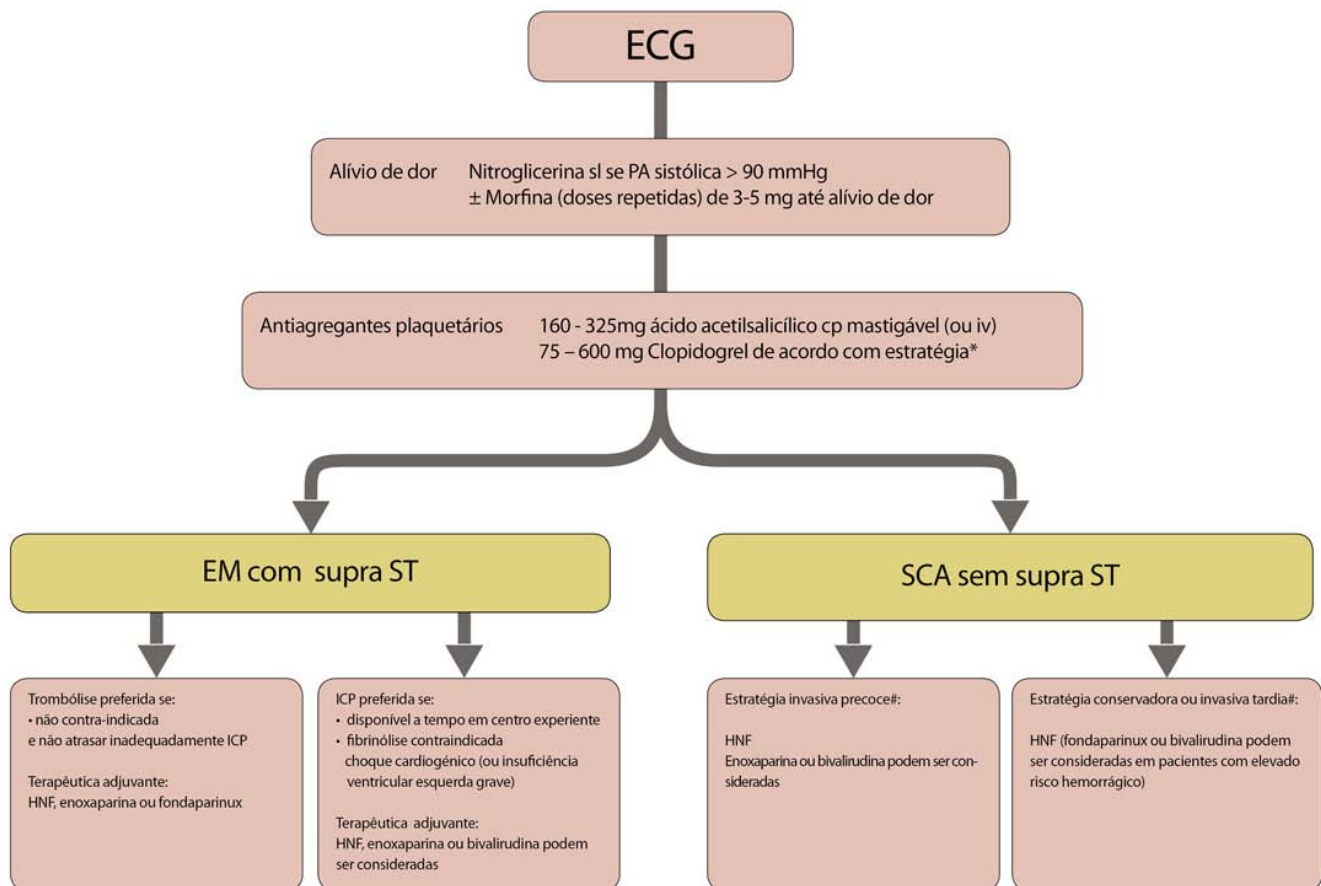 ECG
Alívio de dor Nitroglicerina sl se PA sistólica > 90 mmHg
± Morfina (doses repetidas) de 3-5 mg até alívio de dor
Antiagregantes plaquetários 160 - 325mg ácido acetilsalicílico cp mastigável (ou iv)
75 – 600 mg Clopidogrel de acordo com estratégia*
EM com supra ST
SCA sem supra ST
Trombólise preferida se:
• não contra-indicada
e não atrasar inadequadamente ICP
Terapêutica adjuvante:
HNF, enoxaparina ou fondaparinux
ICP preferida se:
• disponível a tempo em centro experiente
• fibrinólise contraindicada
choque cardiogénico (ou insuficiência
ventricular esquerda grave)
Terapêutica adjuvante:
HNF, enoxaparina ou bivalirudina podem
ser consideradas
Estratégia invasiva precoce#:
HNF
Enoxaparina ou bivalirudina podem ser con-
sideradas
Estratégia conservadora ou invasiva tardia#:
HNF (fondaparinux ou bivalirudina podem
ser consideradas em pacientes com elevado
risco hemorrágico)